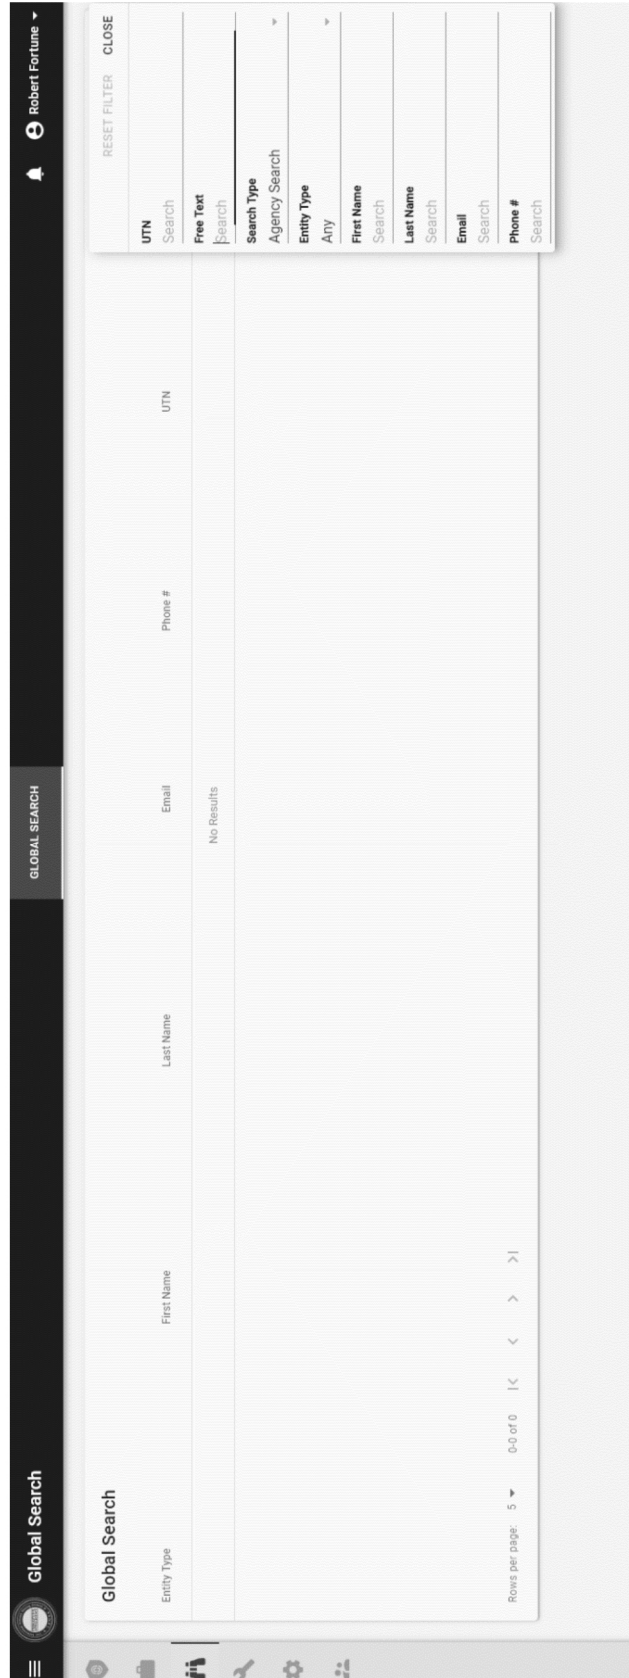 Global Search
GLOBAL SEARCH
Robert Fortune
Global Search
RESET FILTER CLOSE
Entity Type First Name Last Name Email Phone # UTN
No Results
UTN
Search
Free Text
Search
Search Type
Agency Search
Entity Type
Any
First Name
Search
Last Name
Search
Email
Search
Phone #
Search
Rows per page: 5 0-0 of 0